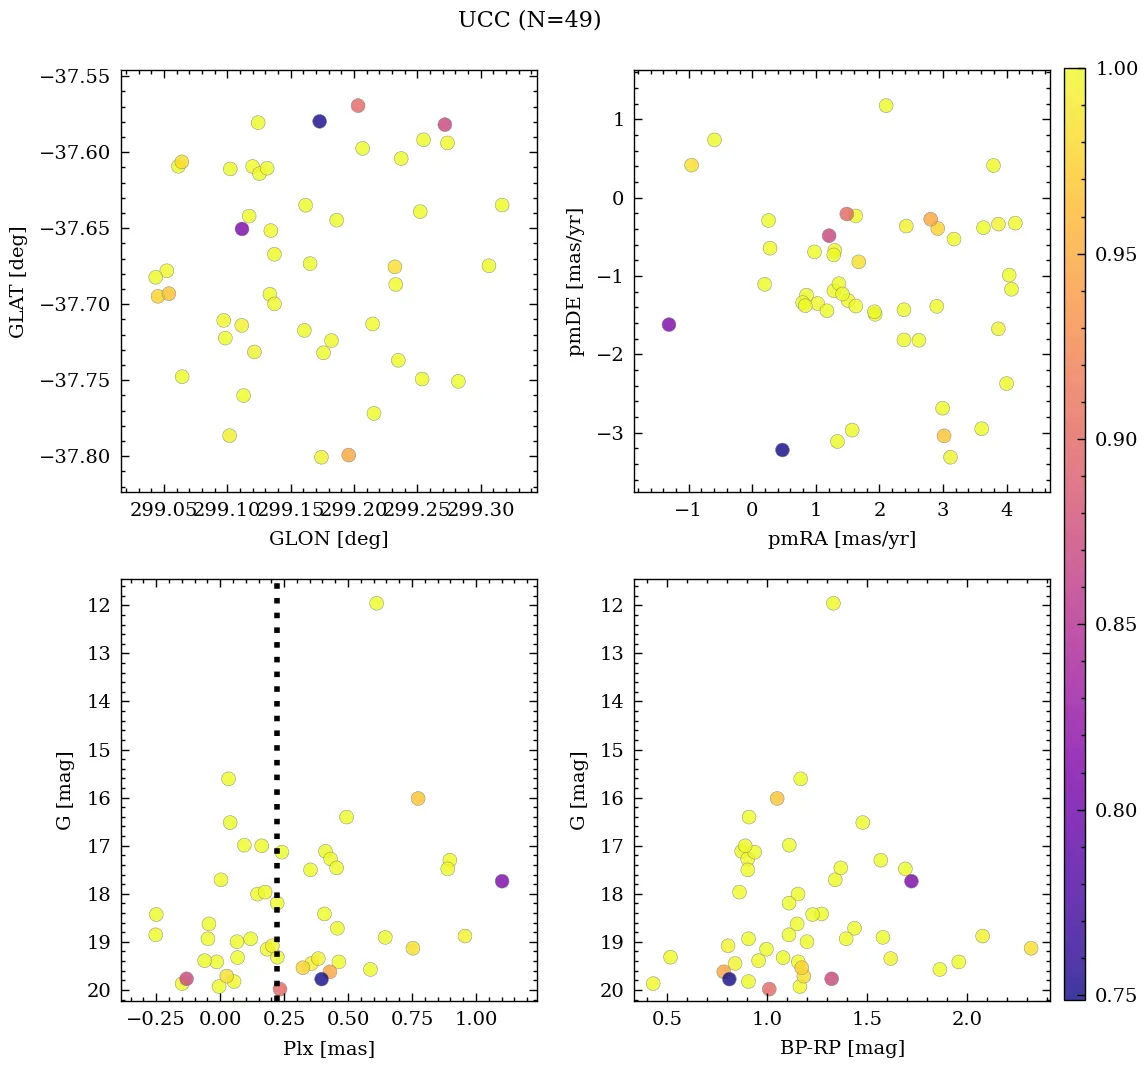 UCC (N=49)
−37.55
−37.60
−37.65
−37.70
−37.75
−37.80
GLAT [deg]
299.05 299.10 299.15 299.20 299.25 299.30
GLON [deg]
1
0
−1
−2
−3
pmDE [mas/yr]
−1 0 1 2 3 4
pmRA [mas/yr]
1.00
0.95
0.90
0.85
0.80
0.75
12
13
14
15
16
17
18
19
20
G [mag]
−0.25 0.00 0.25 0.50 0.75 1.00
Plx [mas]
12
13
14
15
16
17
18
19
20
G [mag]
0.5 1.0 1.5 2.0
BP-RP [mag]